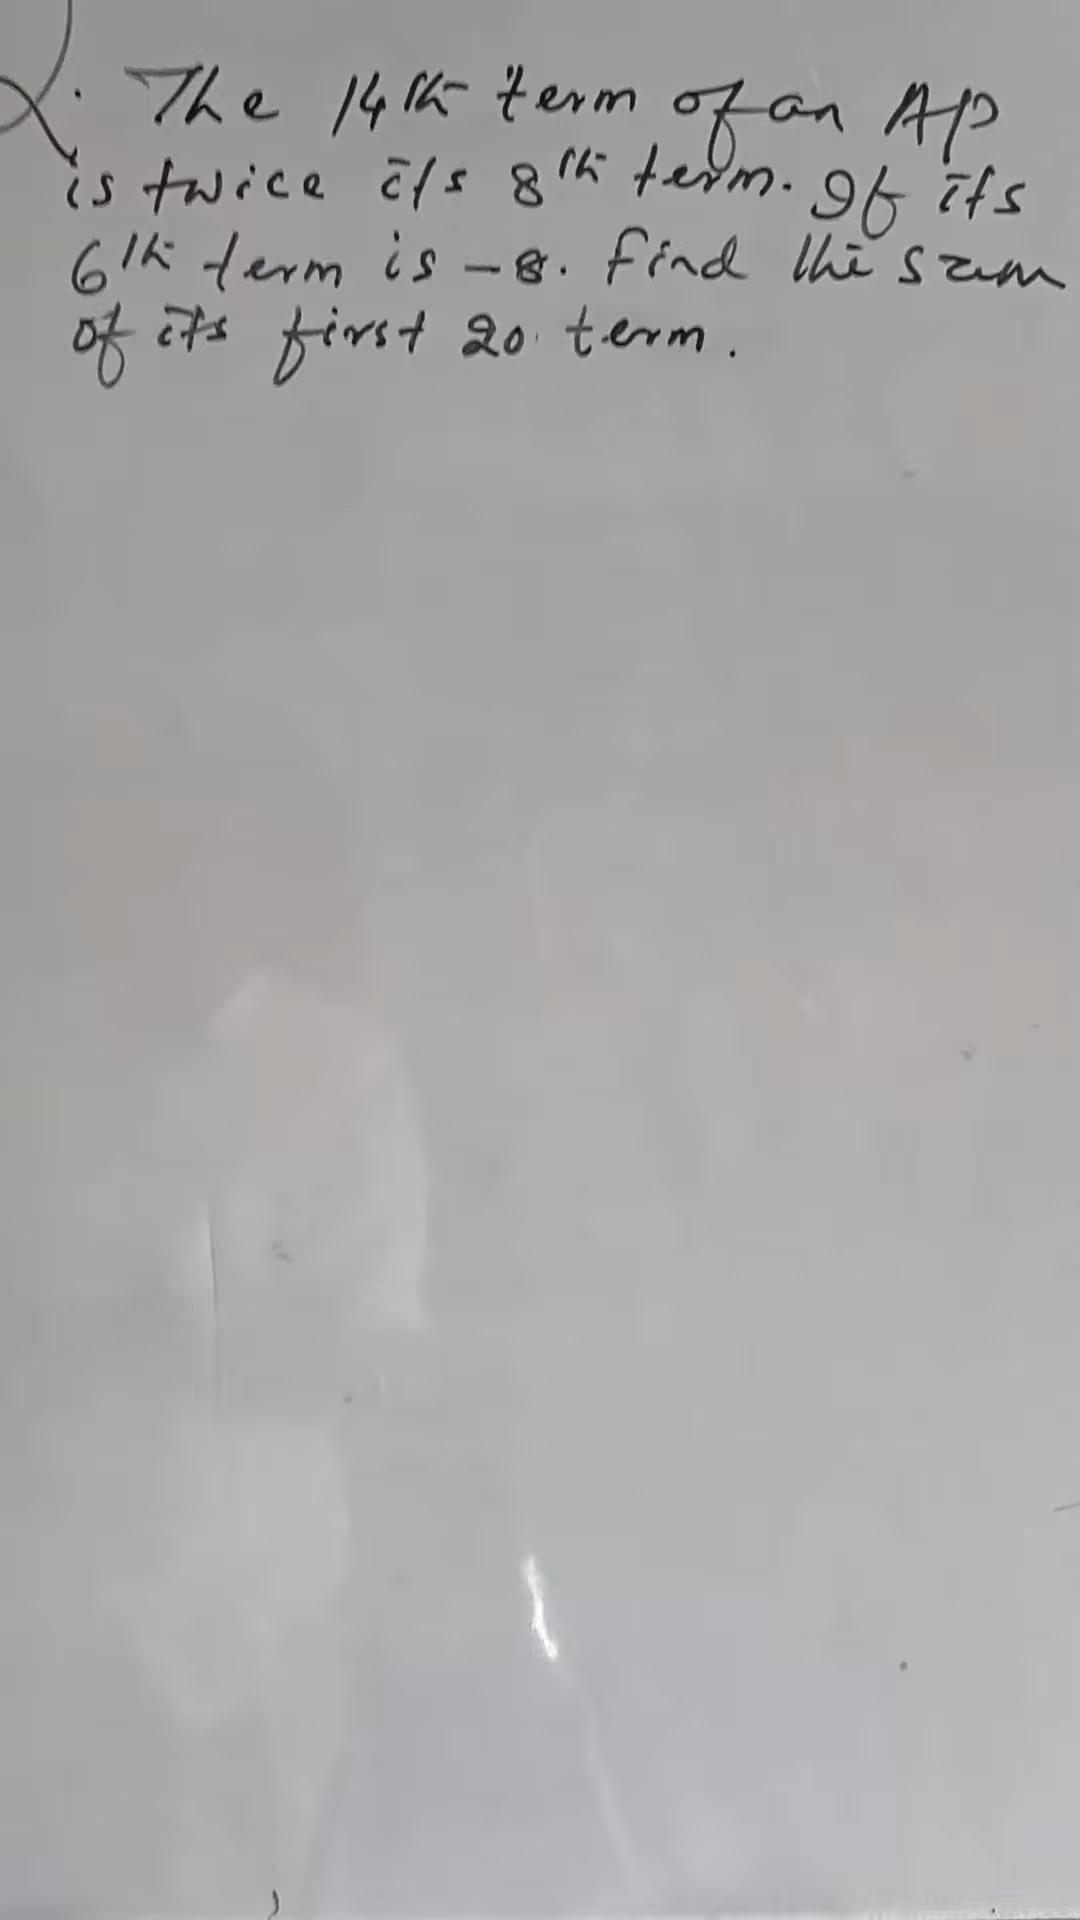 The 14th term of an AP
is twice its 8th term. If its
6th term is -8. find the sum
of its first 20 term.